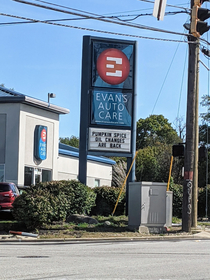 E
EVANS
AUTO
CARE
PUMPKIN SPICE
OIL CHANGES
ARE BACK